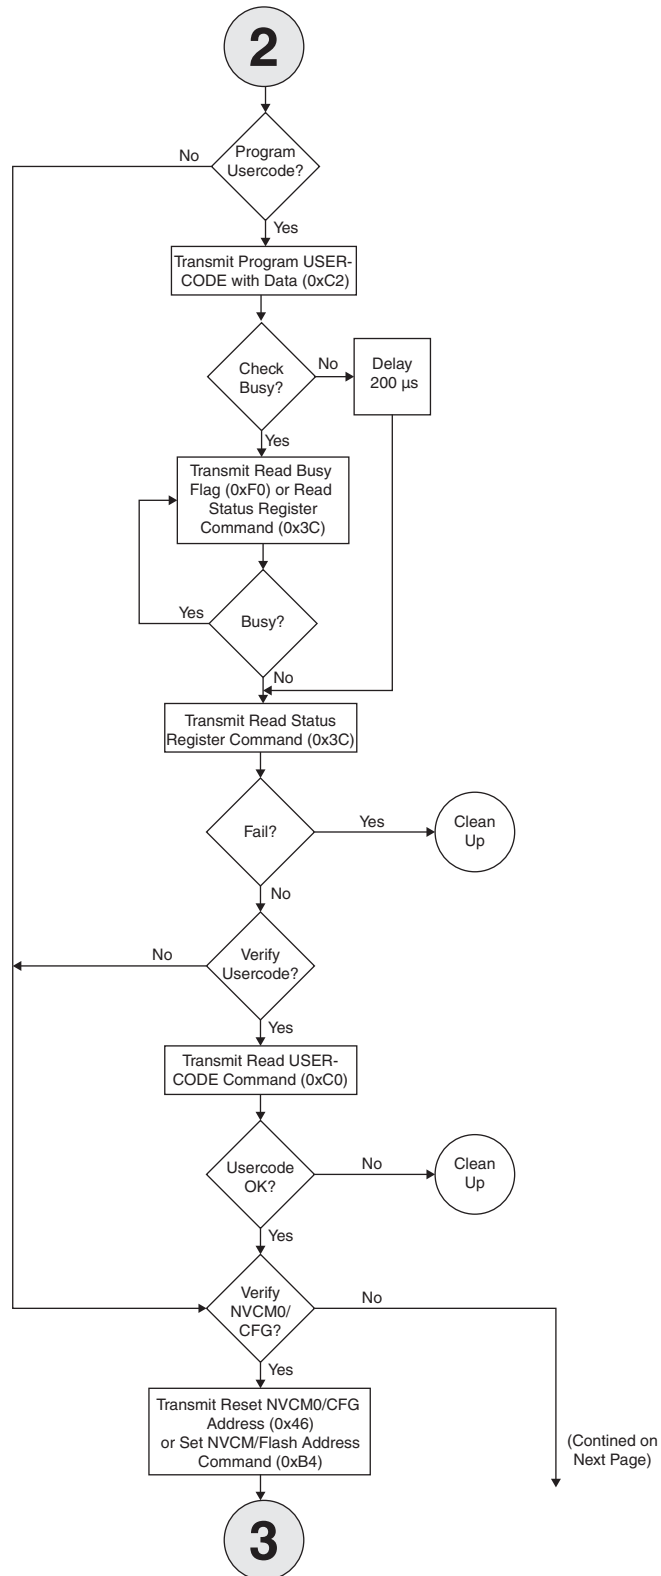 2
No
Program
Usercode?
Yes
Transmit Program USER-
CODE with Data (0xC2)
Check
Busy?
No
Delay
200 µs
Yes
Transmit Read Busy
Flag (0xF0) or Read
Status Register
Command (0x3C)
Yes
Busy?
No
Transmit Read Status
Register Command (0x3C)
Fail?
Yes
Clean
Up
No
No
Verify
Usercode?
Yes
Transmit Read USER-
CODE Command (0xC0)
Usercode
OK?
No
Clean
Up
Yes
Verify
NVCM0/
CFG?
No
Yes
Transmit Reset NVCM0/CFG
Address (0x46)
or Set NVCM/Flash Address
Command (0xB4)
(Contined on
Next Page)
3